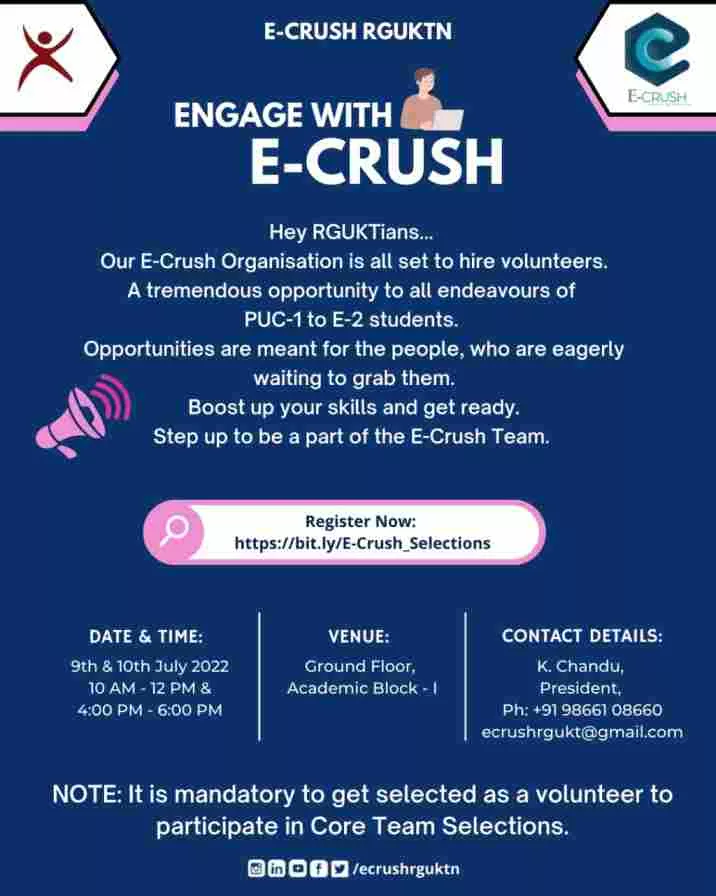 E-CRUSH RGUKTN
E-CRUSH
ENGAGE WITH
E-CRUSH
Hey RGUKTians...
Our E-Crush Organisation is all set to hire volunteers.
A tremendous opportunity to all endeavours of
PUC-1 to E-2 students.
Opportunities are meant for the people, who are eagerly
waiting to grab them.
Boost up your skills and get ready.
Step up to be a part of the E-Crush Team.
Register Now:
https://bit.ly/E-Crush_Selections
DATE & TIME:
9th & 10th July 2022
10 AM - 12 PM &
4:00 PM - 6:00 PM
VENUE:
Ground Floor,
Academic Block - I
CONTACT DETAILS:
K. Chandu,
President,
Ph: +91 98661 08660
ecrushrgukt@gmail.com
NOTE: It is mandatory to get selected as a volunteer to
participate in Core Team Selections.
/ecrushrguktn